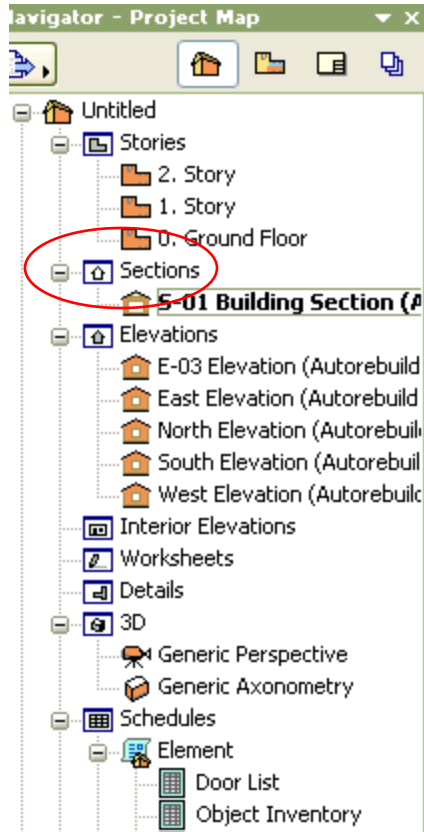 Navigator - Project Map
Untitled
Stories
2. Story
1. Story
0. Ground Floor
Sections
S-01 Building Section (A
Elevations
E-03 Elevation (Autorebuild
East Elevation (Autorebuild
North Elevation (Autorebuil
South Elevation (Autorebuil
West Elevation (Autorebuild
Interior Elevations
Worksheets
Details
3D
Generic Perspective
Generic Axonometry
Schedules
Element
Door List
Object Inventory